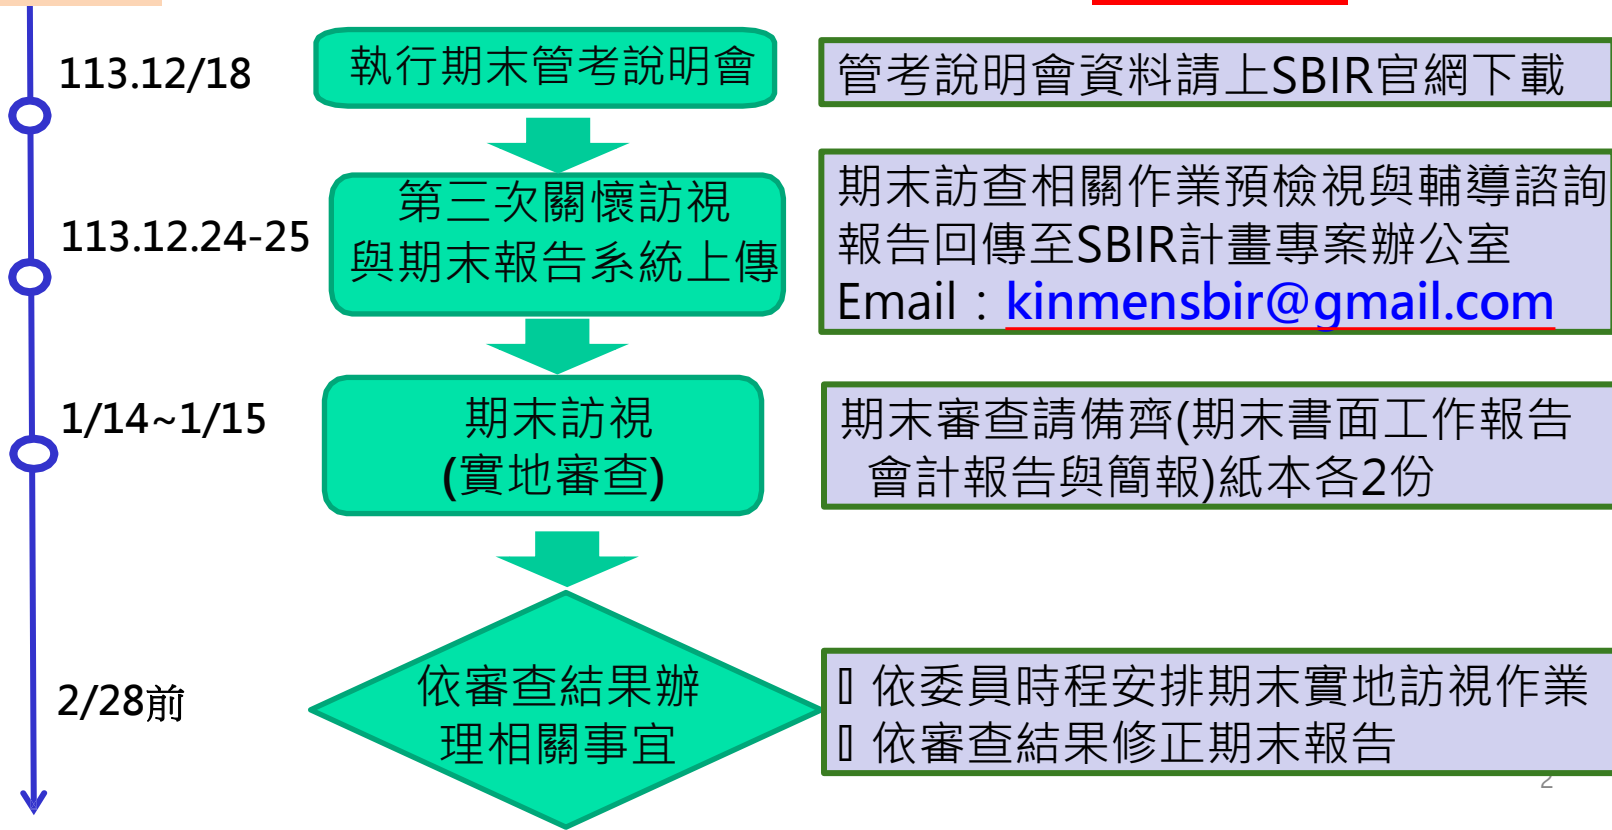 113.12/18
執行期末管考說明會
管考說明會資料請上SBIR官網下載
113.12.24-25
第三次關懷訪視
與期末報告系統上傳
期末訪查相關作業預檢視與輔導諮詢
報告回傳至SBIR計畫專案辦公室
Email：kinmensbir@gmail.com
1/14~1/15
期末訪視
(實地審查)
期末審查請備齊(期末書面工作報告
會計報告與簡報)紙本各2份
2/28前
依審查結果辦
理相關事宜
▯ 依委員時程安排期末實地訪視作業
▯ 依審查結果修正期末報告
2